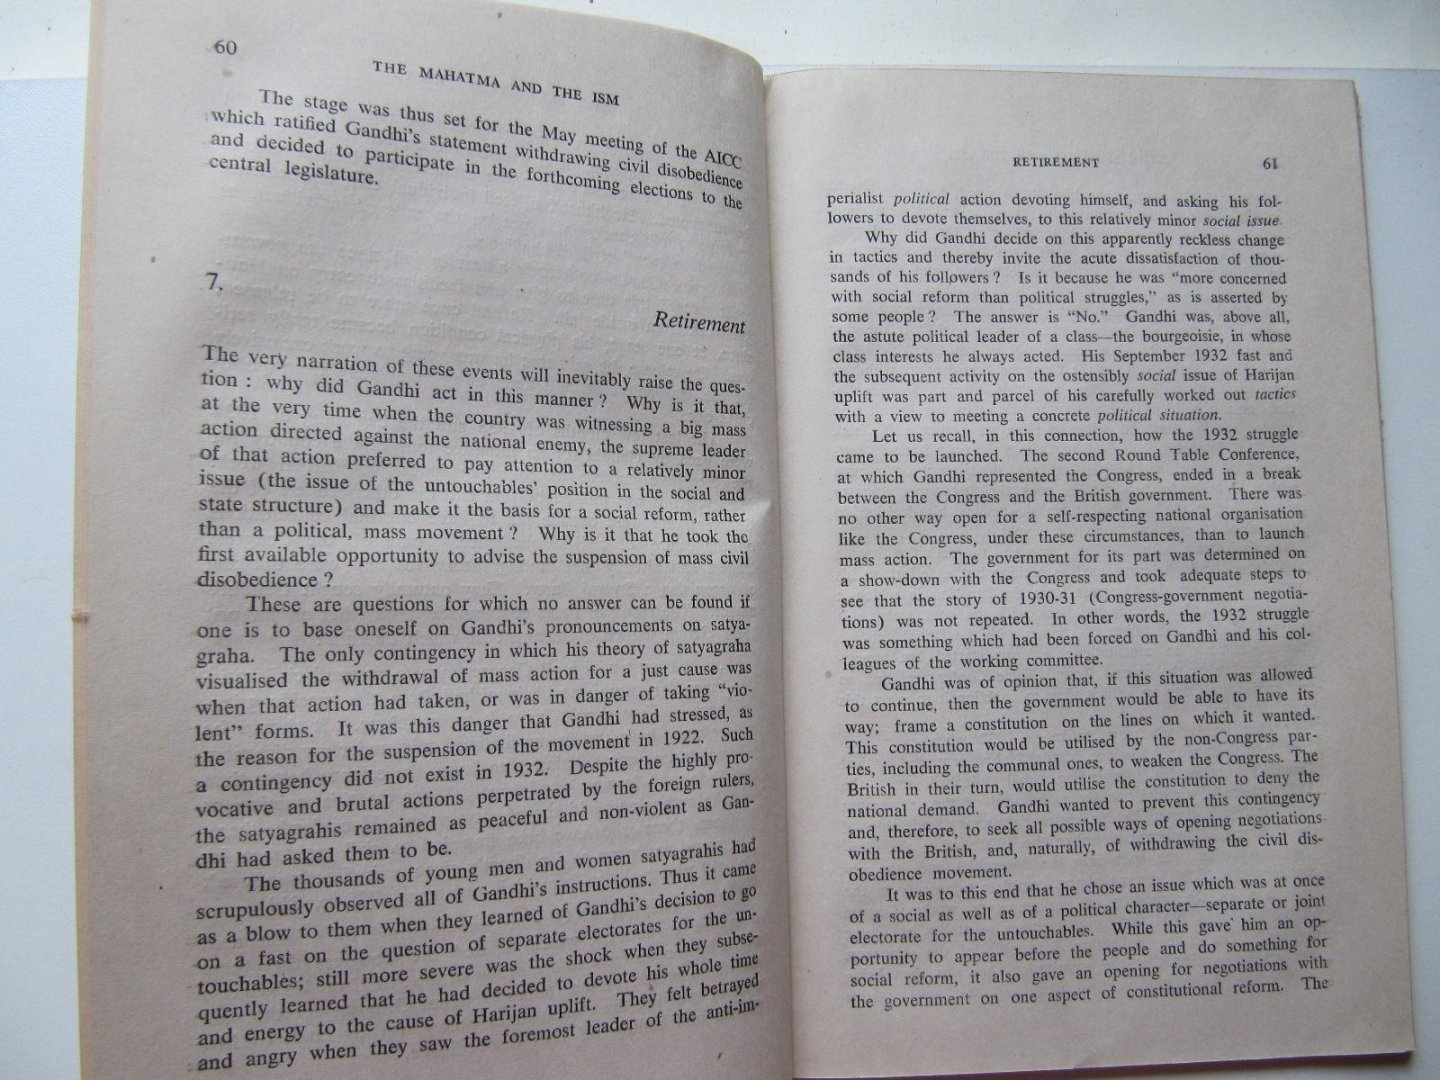 60
THE MAHATMA AND THE ISM
The stage was thus set for the May meeting of the AICC
which ratified Gandhi's statement withdrawing civil disobedience
and decided to participate in the forthcoming elections to the
central legislature.
7.
Retirement
The very narration of these events will inevitably raise the ques-
tion : why did Gandhi act in this manner ? Why is it that,
at the very time when the country was witnessing a big mass
action directed against the national enemy, the supreme leader
of that action preferred to pay attention to a relatively minor
issue (the issue of the untouchables' position in the social and
state structure) and make it the basis for a social reform, rather
than a political, mass movement ? Why is it that he took the
first available opportunity to advise the suspension of mass civil
disobedience ?
These are questions for which no answer can be found if
one is to base oneself on Gandhi's pronouncements on satya-
graha. The only contingency in which his theory of satyagraha
visualised the withdrawal of mass action for a just cause was
when that action had taken, or was in danger of taking "vio-
lent" forms. It was this danger that Gandhi had stressed, as
the reason for the suspension of the movement in 1922. Such
a contingency did not exist in 1932. Despite the highly pro-
vocative and brutal actions perpetrated by the foreign rulers,
the satyagrahis remained as peaceful and non-violent as Gan-
dhi had asked them to be.
The thousands of young men and women satyagrahis had
scrupulously observed all of Gandhi's instructions. Thus it came
as a blow to them when they learned of Gandhi's decision to go
on a fast on the question of separate electorates for the un-
touchables; still more severe was the shock when they subse-
quently learned that he had decided to devote his whole time
and energy to the cause of Harijan uplift. They felt betrayed
and angry when they saw the foremost leader of the anti-im-
RETIREMENT
61
perialist political action devoting himself, and asking his fol-
lowers to devote themselves, to this relatively minor social issue.
Why did Gandhi decide on this apparently reckless change
in tactics and thereby invite the acute dissatisfaction of thou-
sands of his followers ? Is it because he was "more concerned
with social reform than political struggles," as is asserted by
some people ? The answer is "No." Gandhi was, above all,
the astute political leader of a class—the bourgeoisie, in whose
class interests he always acted. His September 1932 fast and
the subsequent activity on the ostensibly social issue of Harijan
uplift was part and parcel of his carefully worked out tactics
with a view to meeting a concrete political situation.
Let us recall, in this connection, how the 1932 struggle
came to be launched. The second Round Table Conference,
at which Gandhi represented the Congress, ended in a break
between the Congress and the British government. There was
no other way open for a self-respecting national organisation
like the Congress, under these circumstances, than to launch
mass action. The government for its part was determined on
a show-down with the Congress and took adequate steps to
see that the story of 1930-31 (Congress-government negotia-
tions) was not repeated. In other words, the 1932 struggle
was something which had been forced on Gandhi and his col-
leagues of the working committee.
Gandhi was of opinion that, if this situation was allowed
to continue, then the government would be able to have its
way; frame a constitution on the lines on which it wanted.
This constitution would be utilised by the non-Congress par-
ties, including the communal ones, to weaken the Congress. The
British in their turn, would utilise the constitution to deny the
national demand. Gandhi wanted to prevent this contingency
and, therefore, to seek all possible ways of opening negotiations
with the British, and, naturally, of withdrawing the civil dis-
obedience movement.
It was to this end that he chose an issue which was at once
of a social as well as of a political character—separate or joint
electorate for the untouchables. While this gave him an op-
portunity to appear before the people and do something for
social reform, it also gave an opening for negotiations with
the government on one aspect of constitutional reform. The